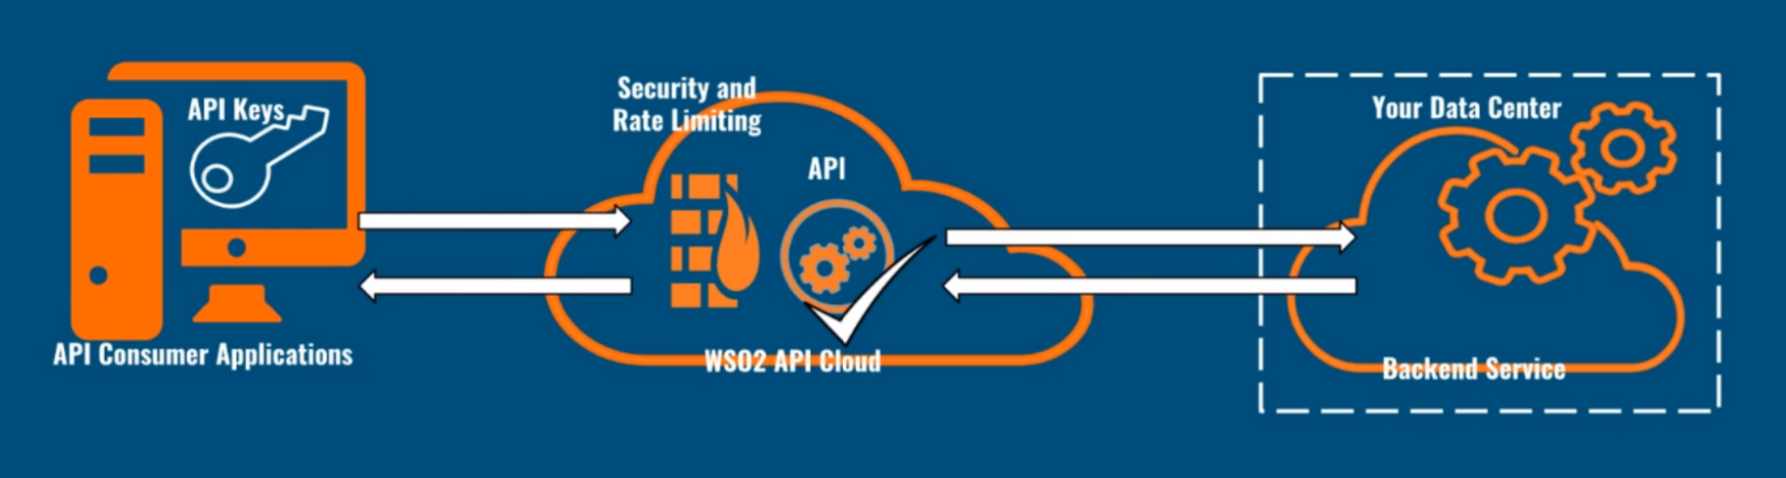 API Keys
API Consumer Applications
Security and
Rate Limiting
API
WSO2 API Cloud
Your Data Center
Backend Service